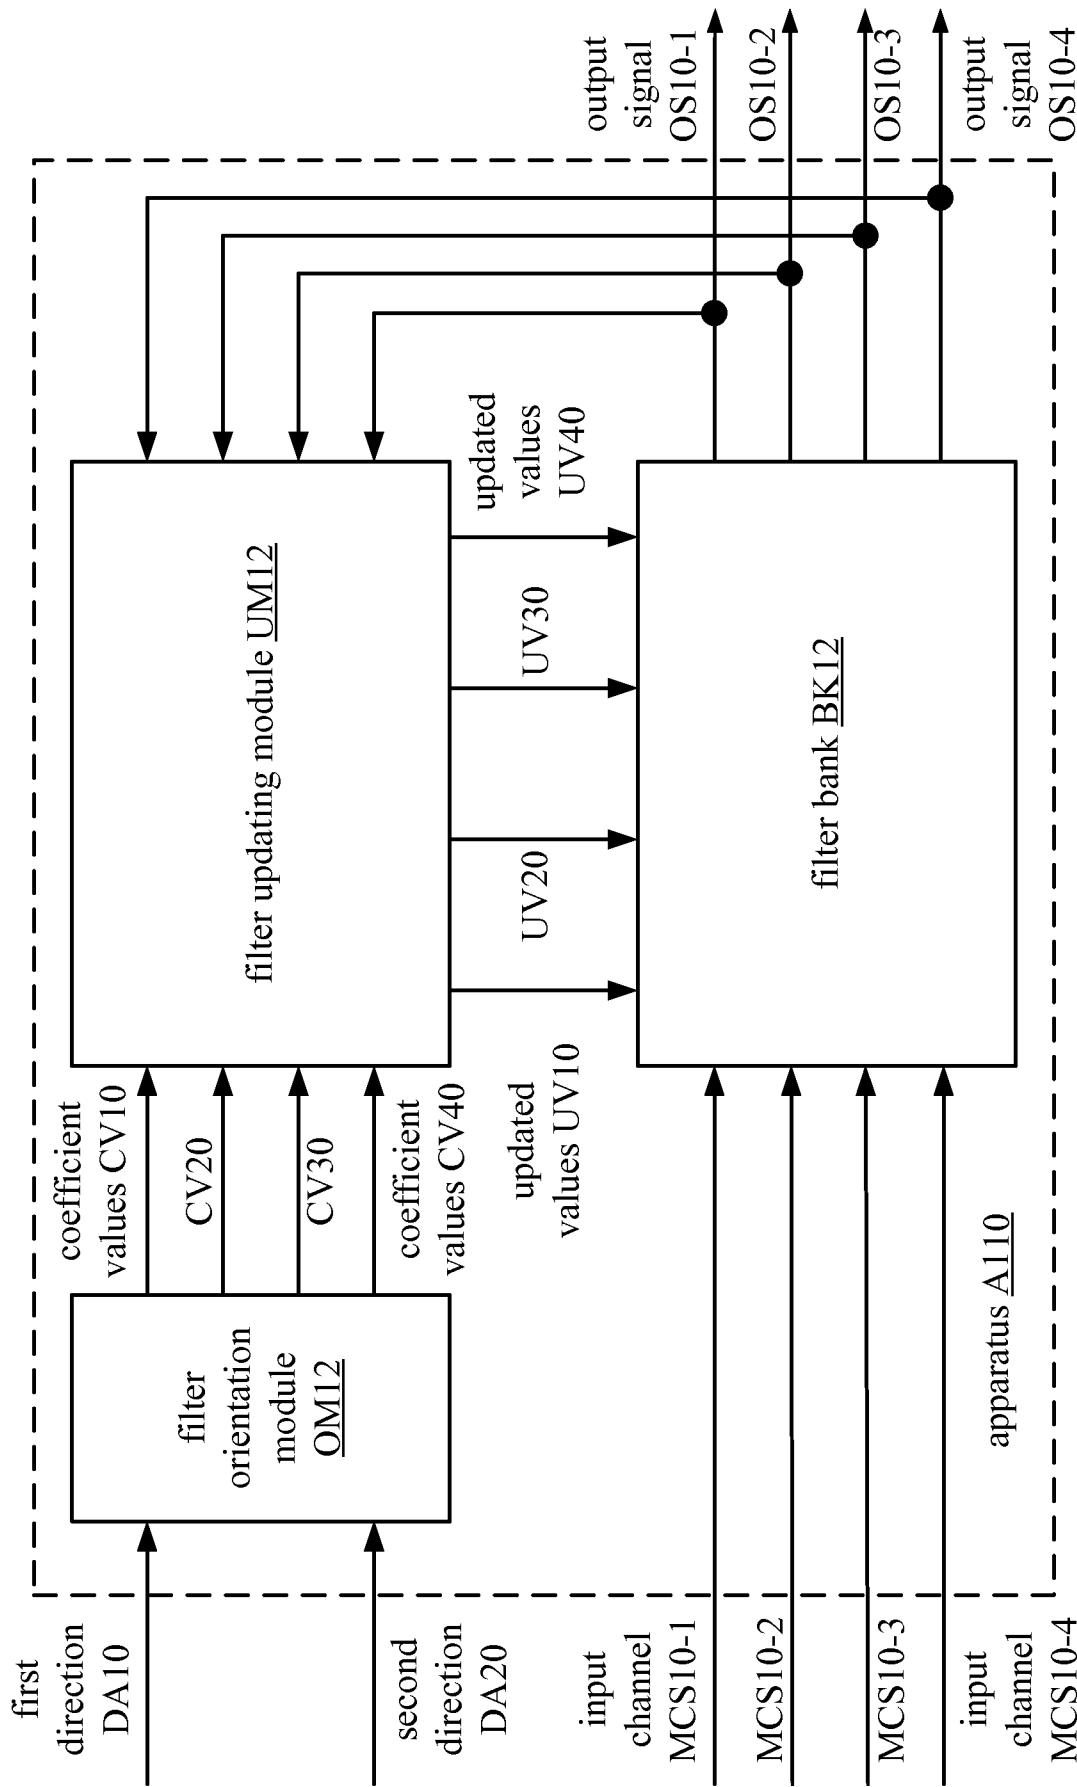 first
direction
DA10
second
direction
DA20
input
channel
MCS10-1
MCS10-2
MCS10-3
input
channel
MCS10-4
filter
orientation
module
OM12
coefficient
values CV10
CV20
CV30
coefficient
values CV40
filter updating module UM12
updated
values UV10
UV20
UV30
updated
values
UV40
filter bank BK12
apparatus A110
output
signal
OS10-1
OS10-2
OS10-3
output
signal
OS10-4